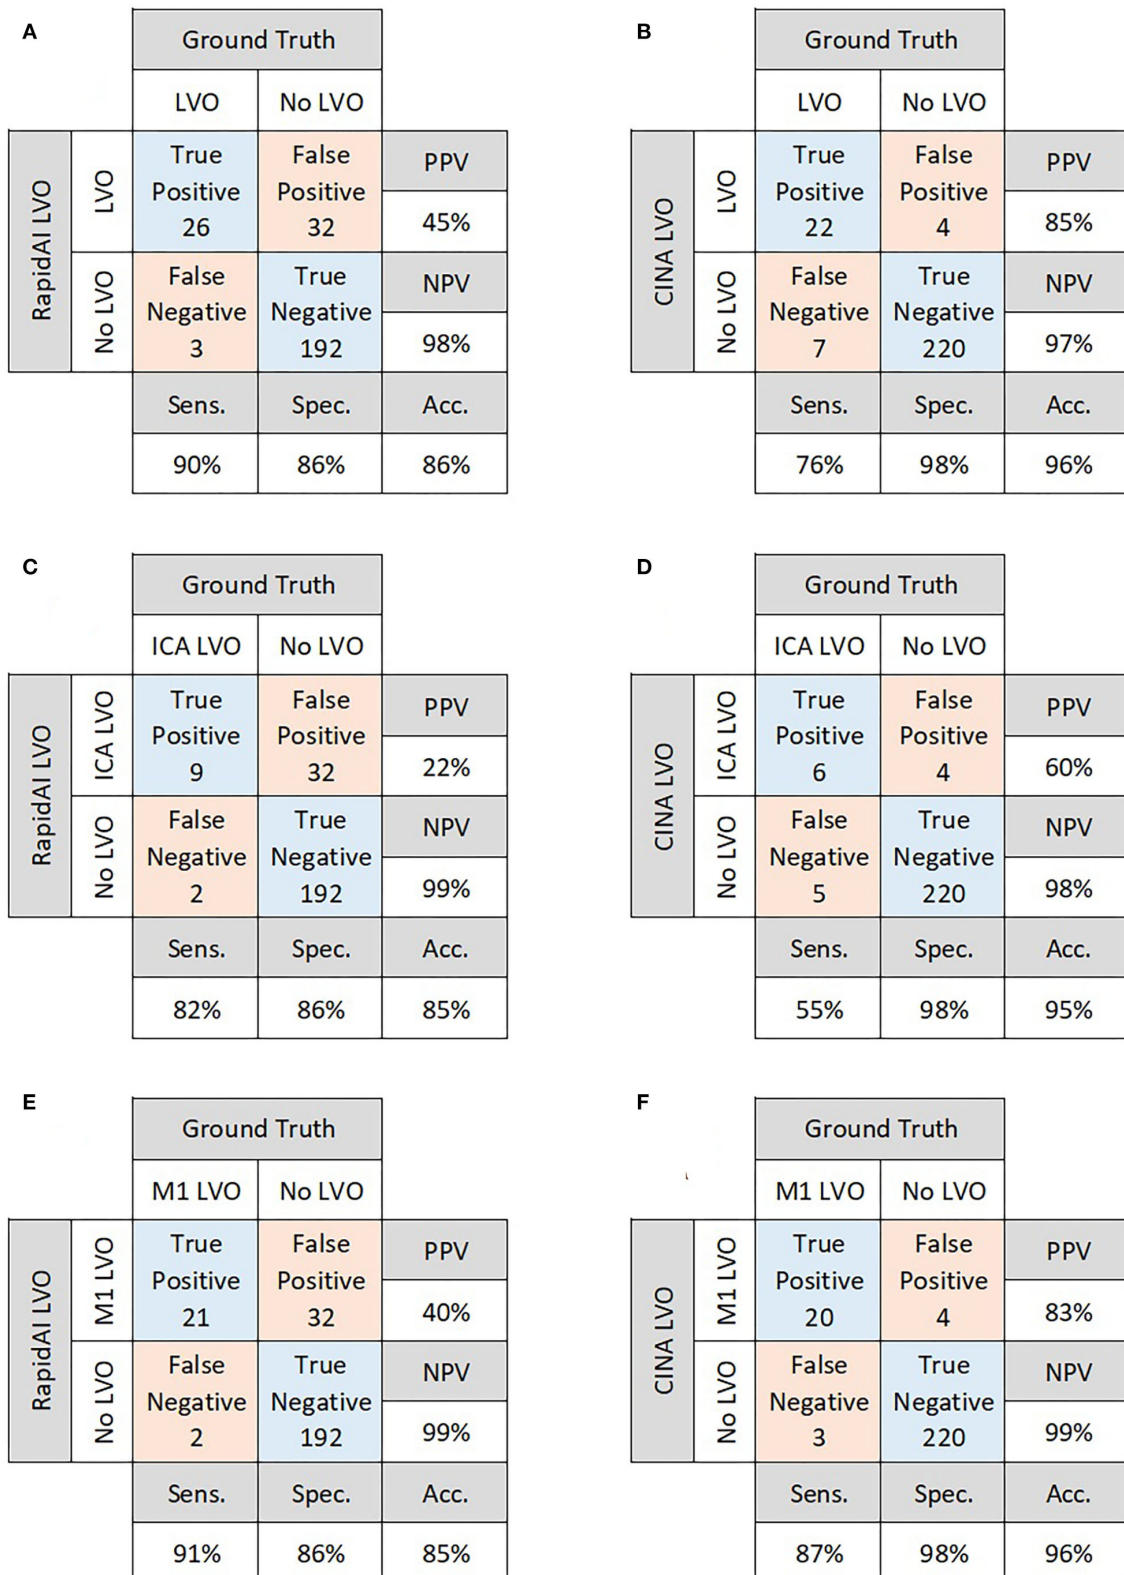 A
Ground Truth
LVO No LVO
RapidAI LVO
LVO
True Positive 26
False Positive 32
PPV
45%
No LVO
False Negative 3
True Negative 192
NPV
98%
Sens. Spec. Acc.
90% 86% 86%
B
Ground Truth
LVO No LVO
CINA LVO
LVO
True Positive 22
False Positive 4
PPV
85%
No LVO
False Negative 7
True Negative 220
NPV
97%
Sens. Spec. Acc.
76% 98% 96%
C
Ground Truth
ICA LVO No LVO
RapidAI LVO
ICA LVO
True Positive 9
False Positive 32
PPV
22%
No LVO
False Negative 2
True Negative 192
NPV
99%
Sens. Spec. Acc.
82% 86% 85%
D
Ground Truth
ICA LVO No LVO
CINA LVO
ICA LVO
True Positive 6
False Positive 4
PPV
60%
No LVO
False Negative 5
True Negative 220
NPV
98%
Sens. Spec. Acc.
55% 98% 95%
E
Ground Truth
M1 LVO No LVO
RapidAI LVO
M1 LVO
True Positive 21
False Positive 32
PPV
40%
No LVO
False Negative 2
True Negative 192
NPV
99%
Sens. Spec. Acc.
91% 86% 85%
F
Ground Truth
M1 LVO No LVO
CINA LVO
M1 LVO
True Positive 20
False Positive 4
PPV
83%
No LVO
False Negative 3
True Negative 220
NPV
99%
Sens. Spec. Acc.
87% 98% 96%